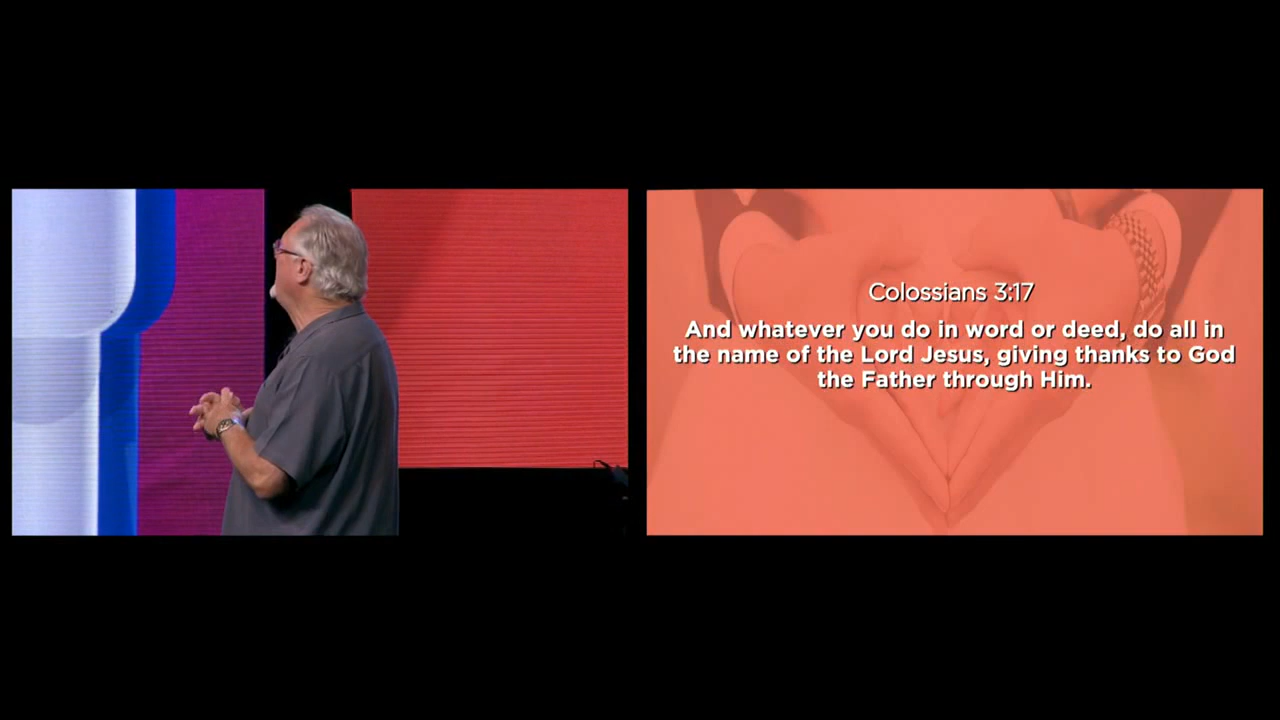 Colossians 3:17
And whatever you do in word or deed, do all in
the name of the Lord Jesus, giving thanks to God
the Father through Him.